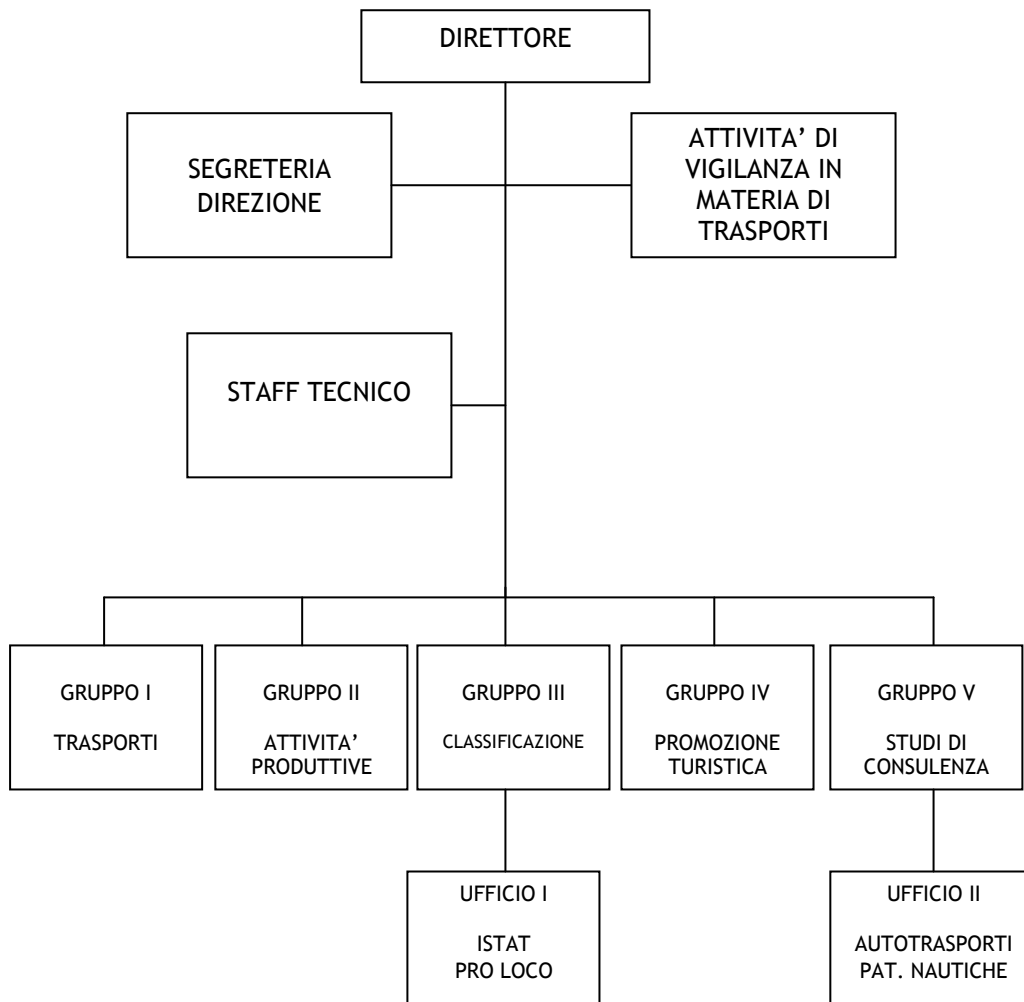 DIRETTORE
SEGRETERIA
DIREZIONE
ATTIVITA’ DI
VIGILANZA IN
MATERIA DI
TRASPORTI
STAFF TECNICO
GRUPPO I
TRASPORTI
GRUPPO II
ATTIVITA’
PRODUTTIVE
GRUPPO III
CLASSIFICAZIONE
GRUPPO IV
PROMOZIONE
TURISTICA
GRUPPO V
STUDI DI
CONSULENZA
UFFICIO I
ISTAT
PRO LOCO
UFFICIO II
AUTOTRASPORTI
PAT. NAUTICHE